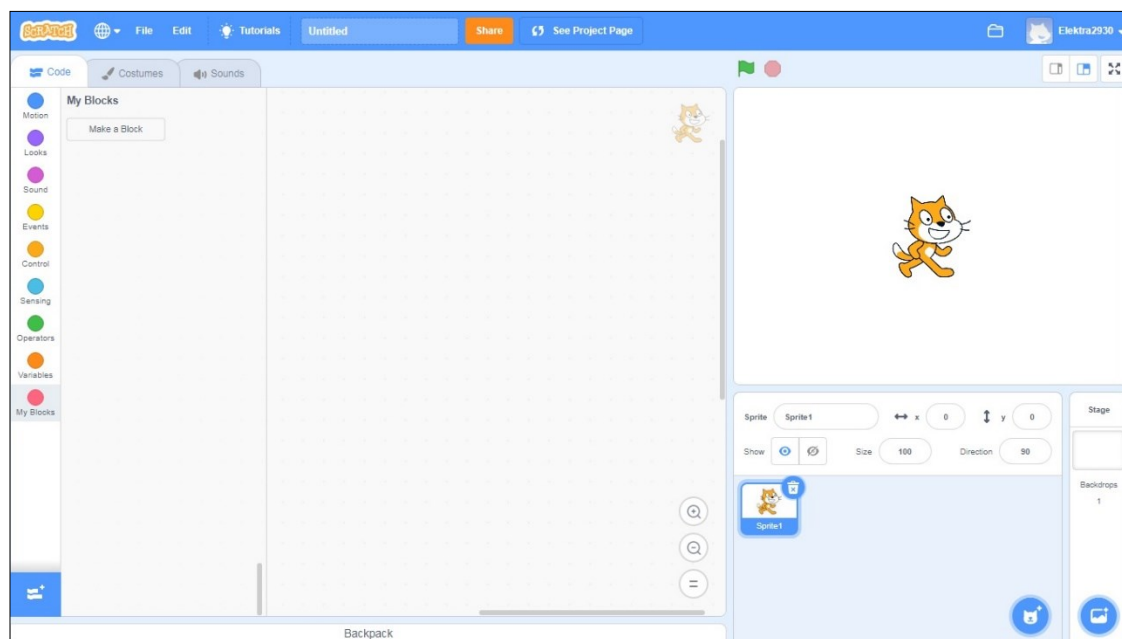 SCRATCH File Edit Tutorials Untitled Share See Project Page Elektra2930
Code Costumes Sounds
My Blocks
Make a Block
Motion
Looks
Sound
Events
Control
Sensing
Operators
Variables
My Blocks
Sprite Sprite1 x 0 y 0
Show Size 100 Direction 90
Sprite1
Stage
Backdrops
1
Backpack